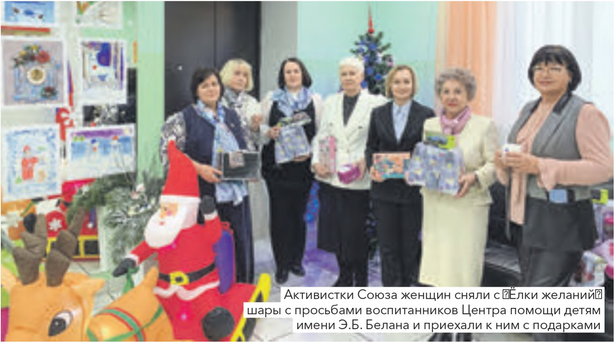 Активистки Союза женщин сняли с Ёлки желаний
шары с просьбами воспитанников Центра помощи детям
имени Э.Б. Белана и приехали к ним с подарками